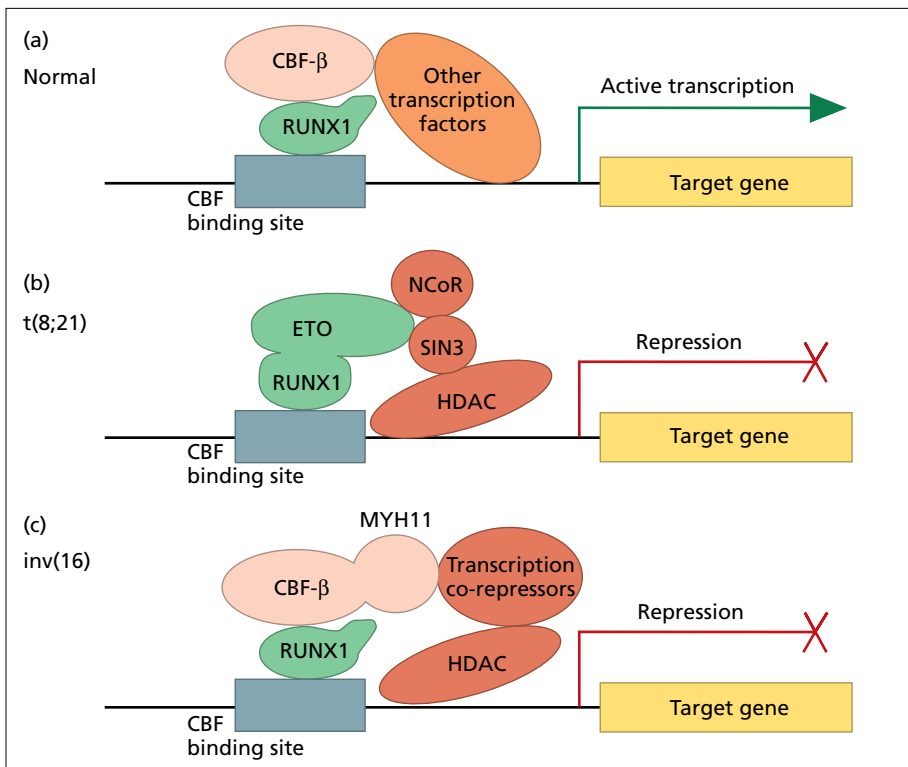 (a)
Normal
CBF-β
RUNX1
Other
transcription
factors
Active transcription
Target gene
CBF
binding site
(b)
t(8;21)
NCoR
ETO
SIN3
RUNX1
HDAC
Repression
Target gene
CBF
binding site
(c)
inv(16)
MYH11
CBF-β
Transcription
co-repressors
RUNX1
HDAC
Repression
Target gene
CBF
binding site